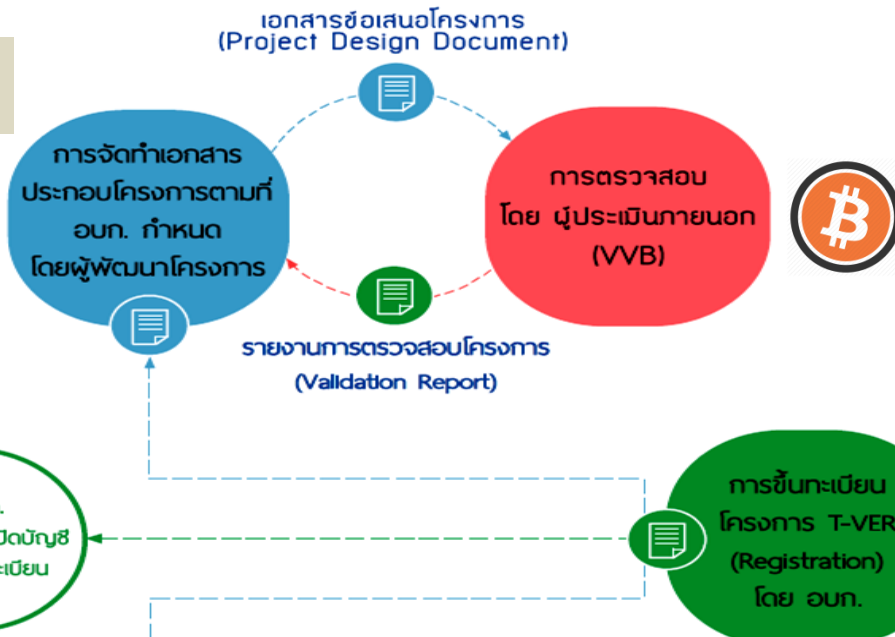 เอกสารข้อเสนอโครงการ
(Project Design Document)
การจัดทำเอกสาร
ประกอบโครงการตามที่
อบก. กำหนด
โดยผู้พัฒนาโครงการ
การตรวจสอบ
โดย ผู้ประเมินภายนอก
(VVB)
รายงานการตรวจสอบโครงการ
(Validation Report)
การขึ้นทะเบียน
โครงการ T-VER
(Registration)
โดย อบก.